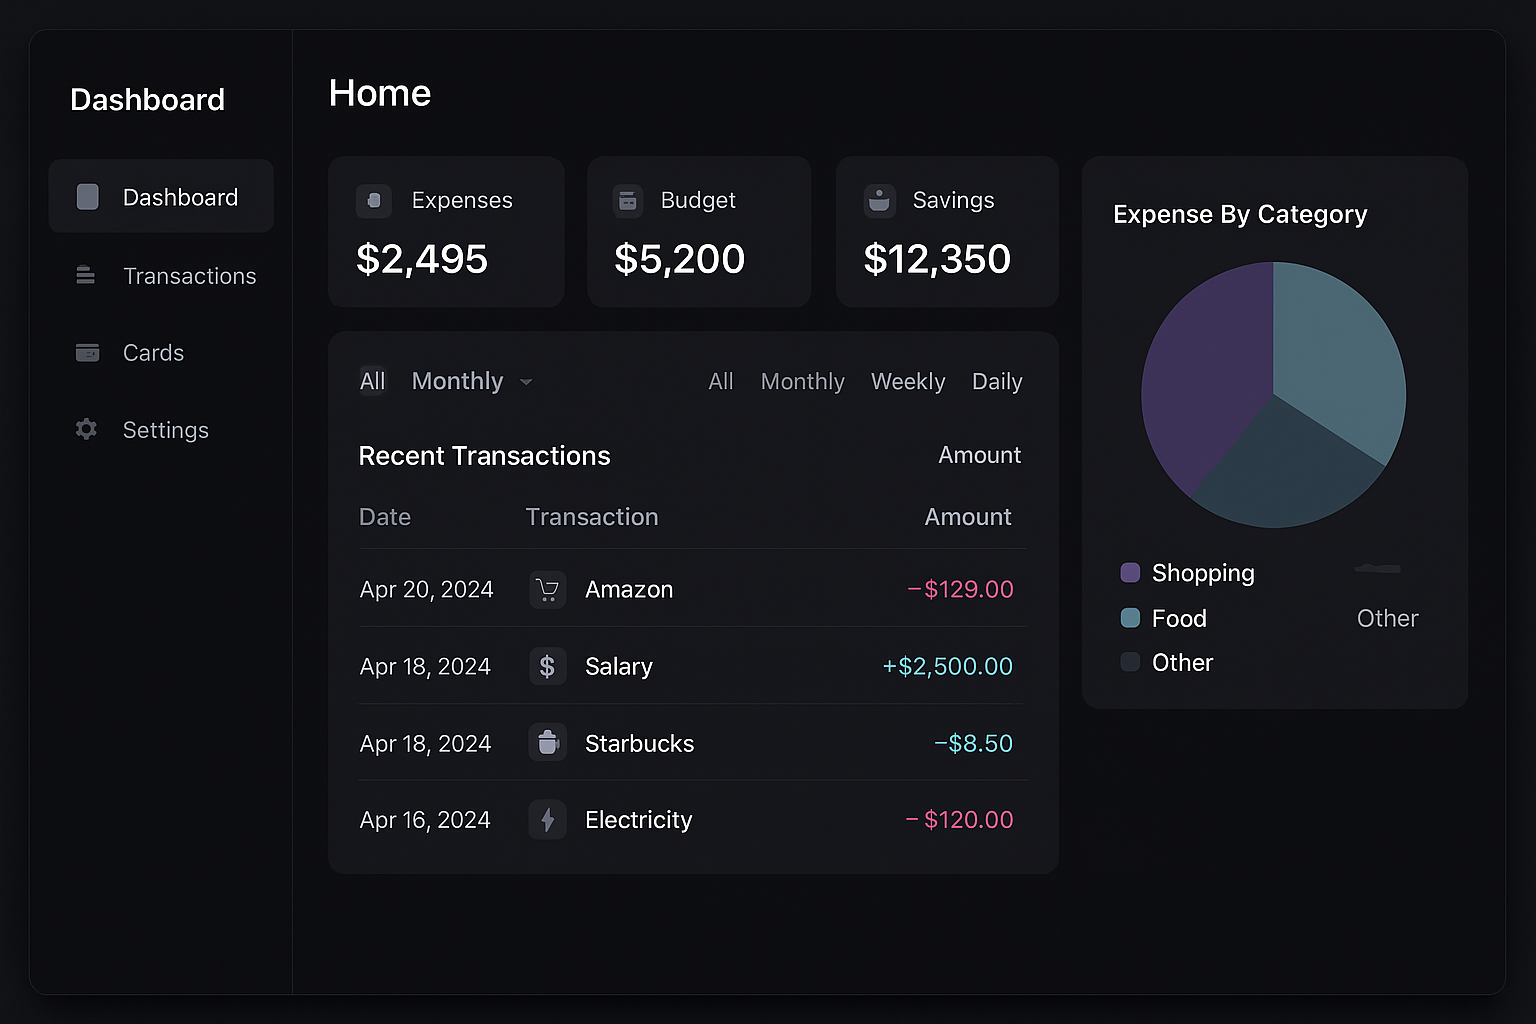 Dashboard
Dashboard
Transactions
Cards
Settings
Home
Expenses
$2,495
Budget
$5,200
Savings
$12,350
All Monthly
All Monthly Weekly Daily
Recent Transactions Amount
Date Transaction Amount
Apr 20, 2024 Amazon −$129.00
Apr 18, 2024 $ Salary +$2,500.00
Apr 18, 2024 Starbucks −$8.50
Apr 16, 2024 Electricity − $120.00
Expense By Category
Shopping
Food Other
Other